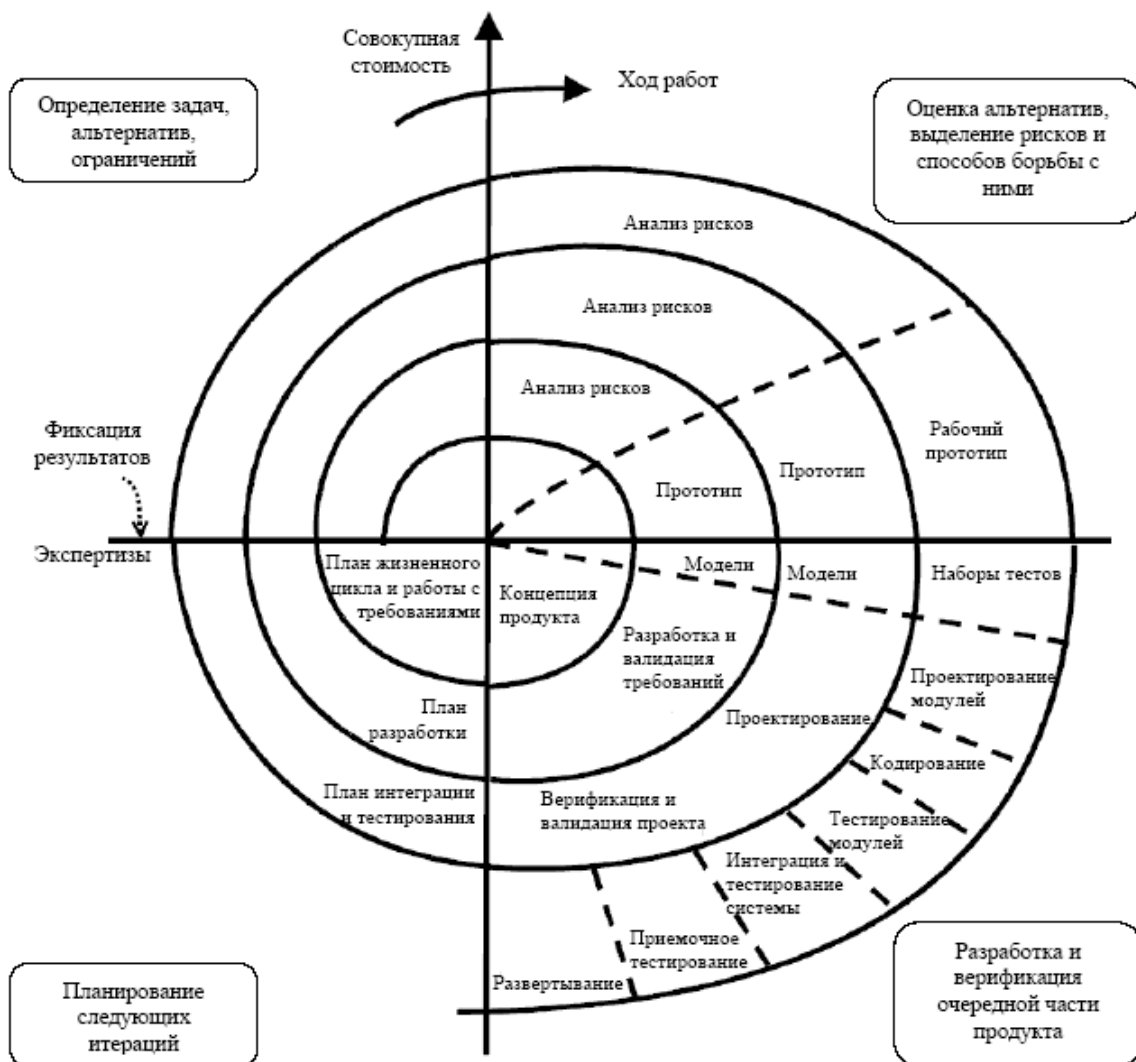 Совокупная
стоимость
Ход работ
Определение задач,
альтернатив,
ограничений
Оценка альтернатив,
выделение рисков и
способов борьбы с
ними
Анализ рисков
Анализ рисков
Анализ рисков
Фиксация
результатов
Рабочий
прототип
Прототип
Прототип
Экспертизы
План жизненного
цикла и работы с
требованиями
Концепция
продукта
Модели
Модели
Наборы тестов
Разработка и
валидация
требований
Проектирование
модулей
План
разработки
Проектирование
Кодирование
План интеграции
и тестирования
Верификация и
валидация проекта
Тестирование
модулей
Интеграция и
тестирование
системы
Приемочное
тестирование
Развертывание
Планирование
следующих
итераций
Разработка и
верификация
очередной части
продукта